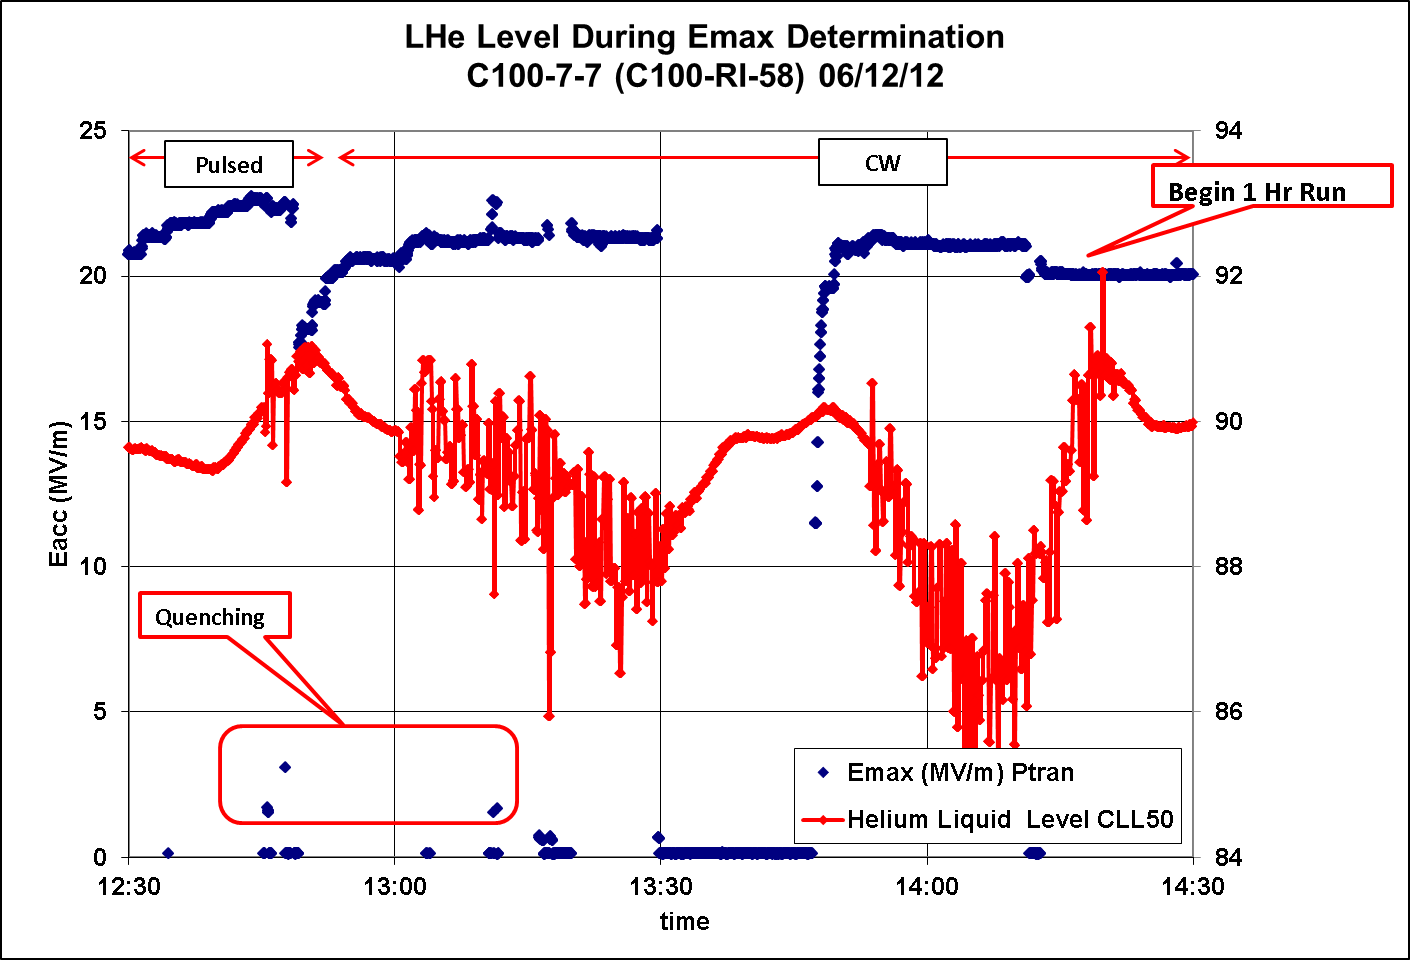 LHe Level During Emax Determination
C100-7-7 (C100-RI-58) 06/12/12
25
94
Pulsed
CW
Begin 1 Hr Run
20
92
15
90
Eacc (MV/m)
10
88
Quenching
5
86
Emax (MV/m) Ptran
Helium Liquid Level CLL50
0
84
12:30
13:00
13:30
14:00
14:30
time